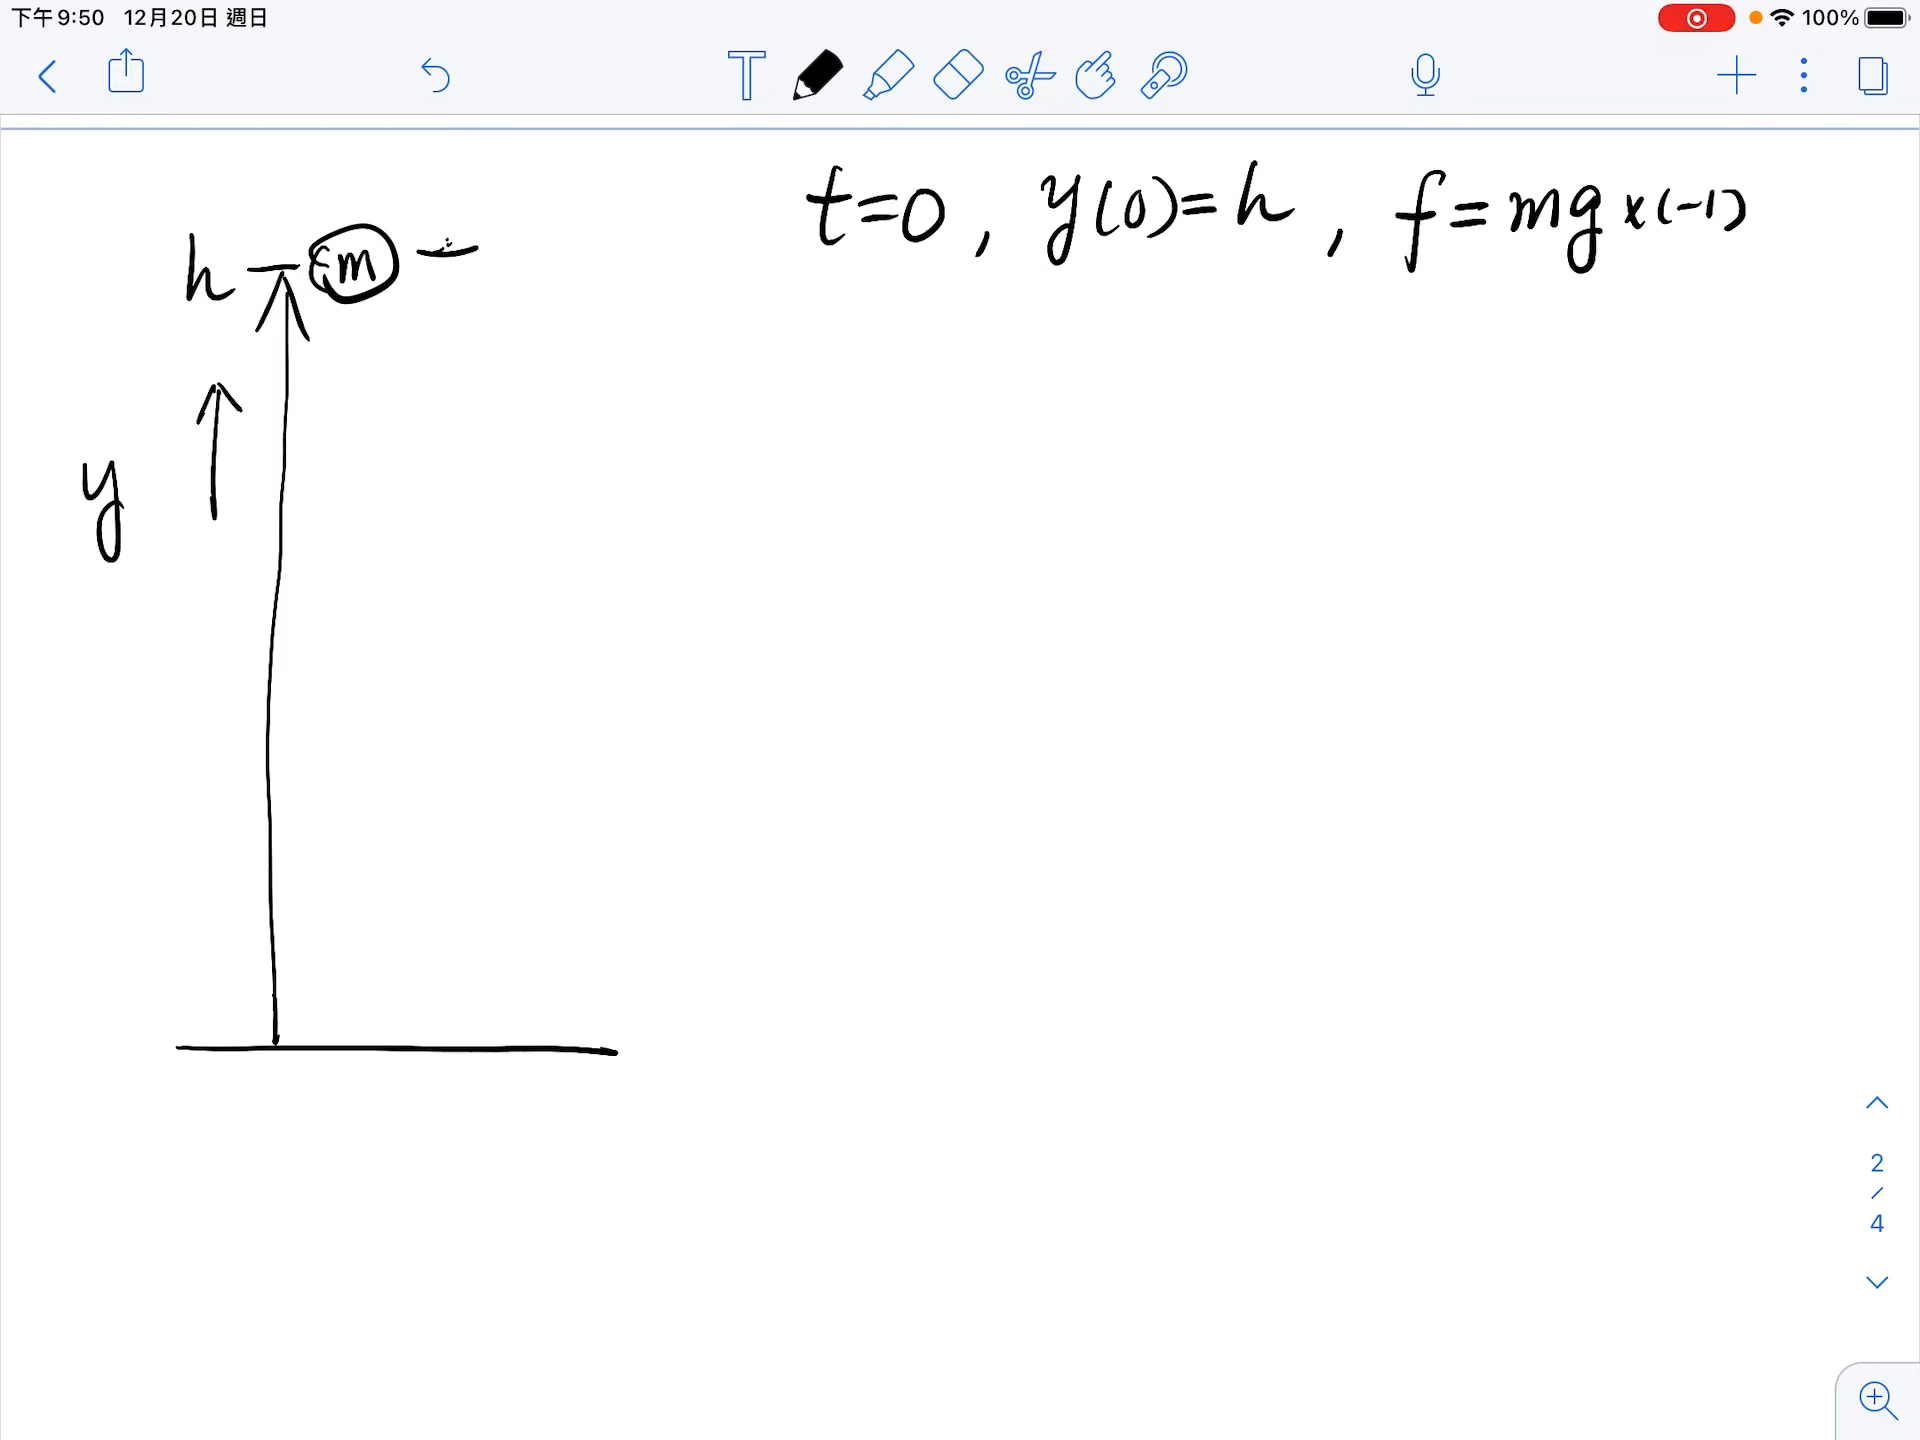 下午9:50 12月20日 週日
100%
T
t=0, y(0)=h, f=mg×(-1)
h
m
y
2
/
4